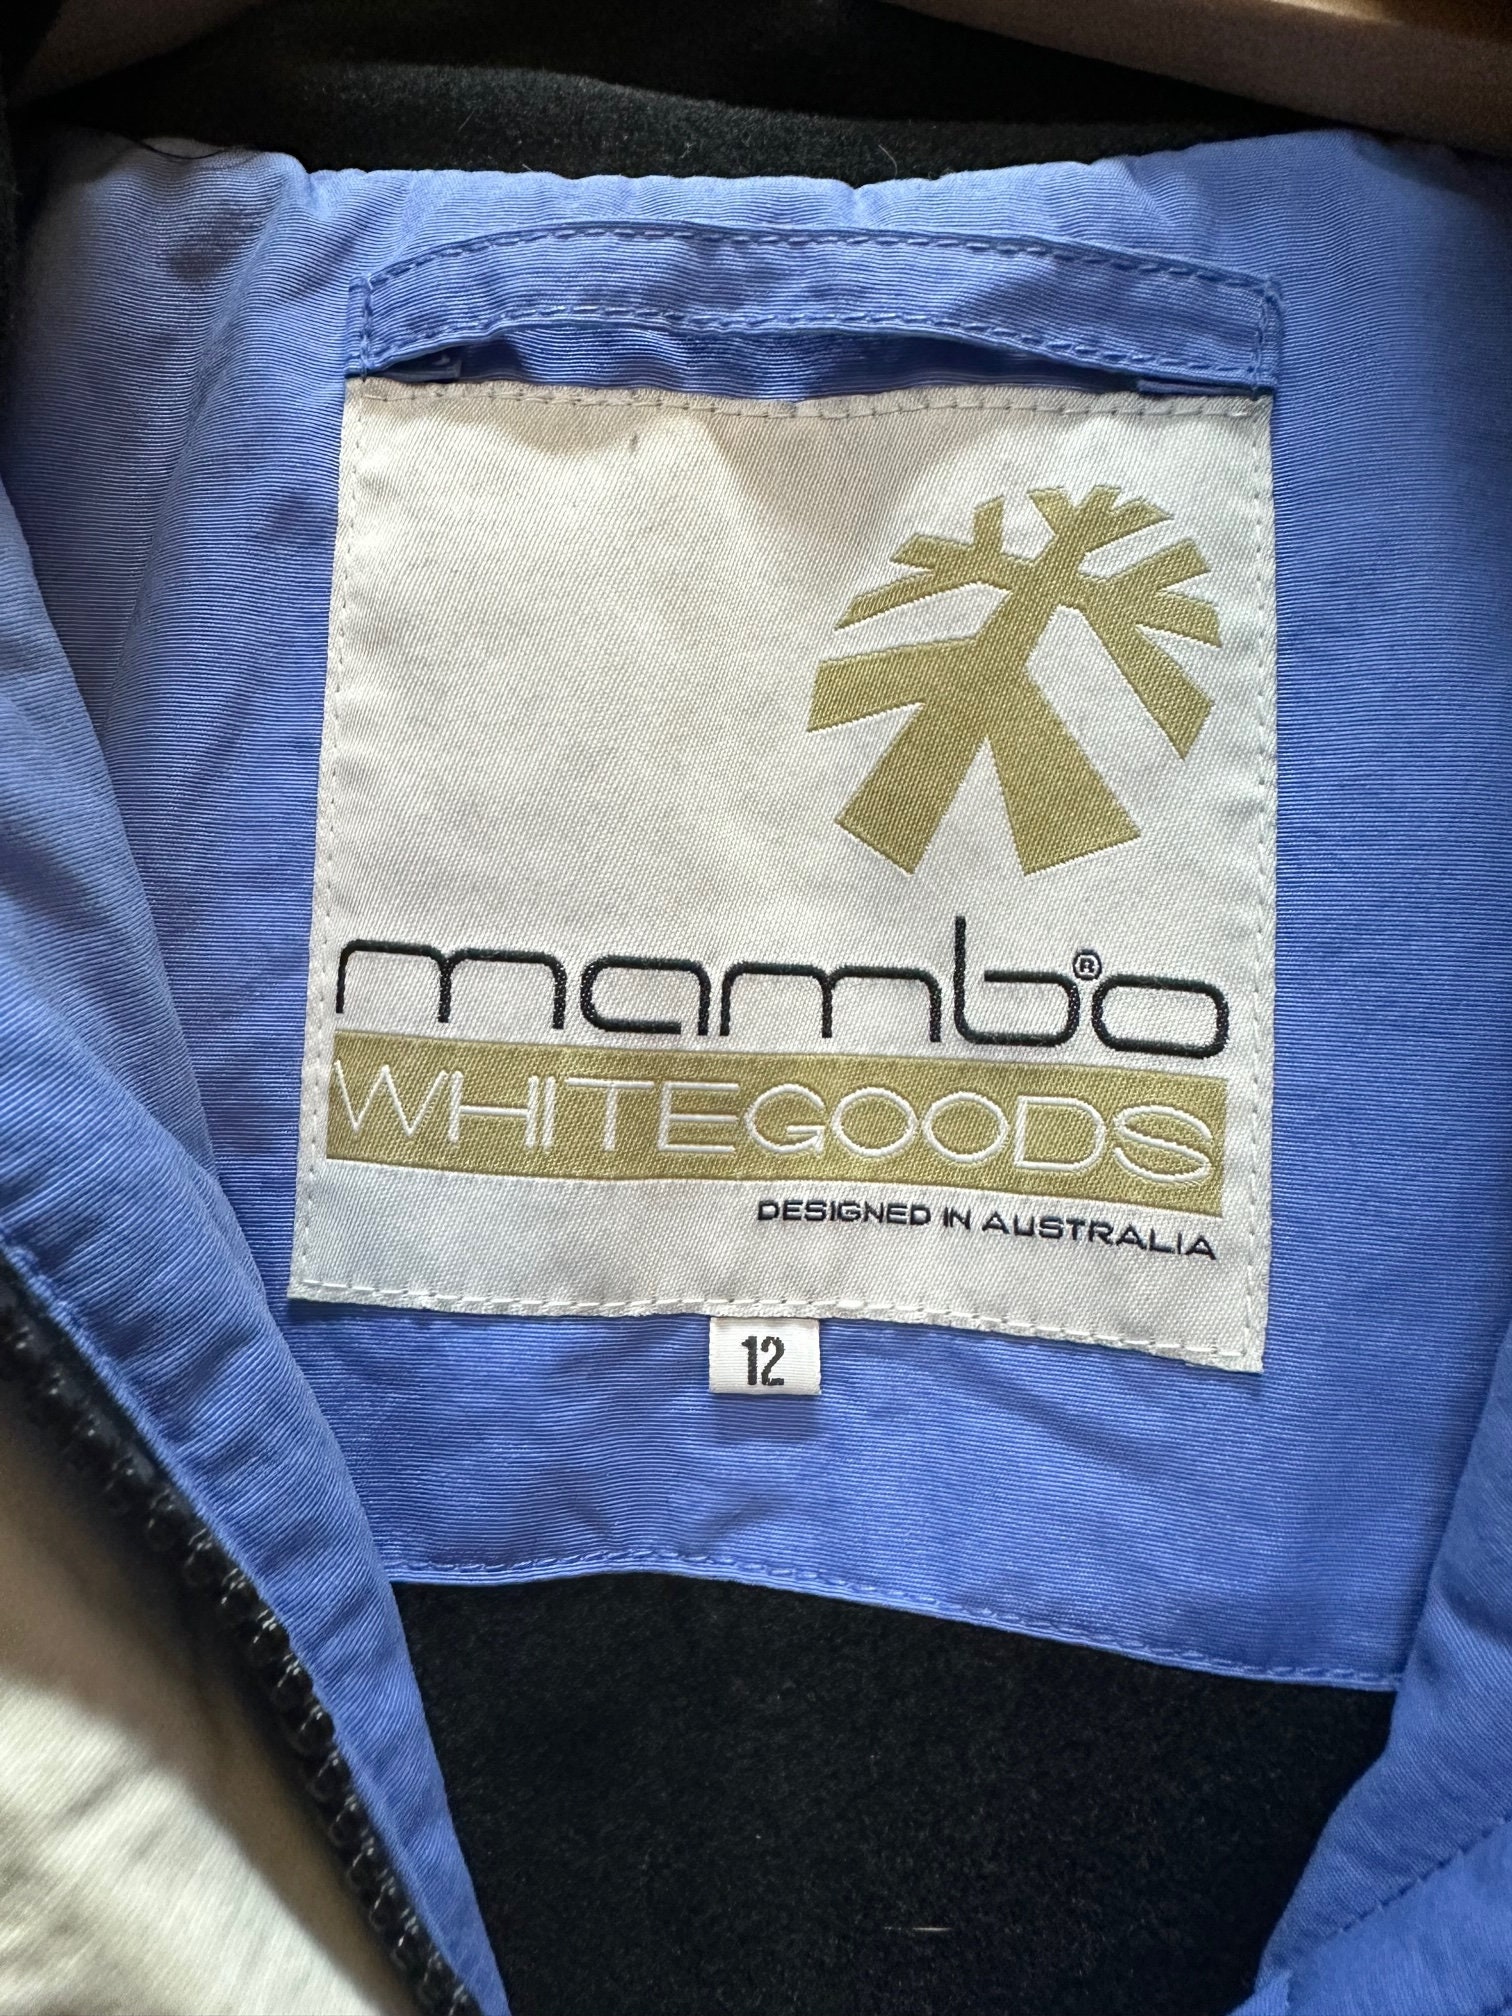 mambo®
WHITEGOODS
DESIGNED IN AUSTRALIA
12